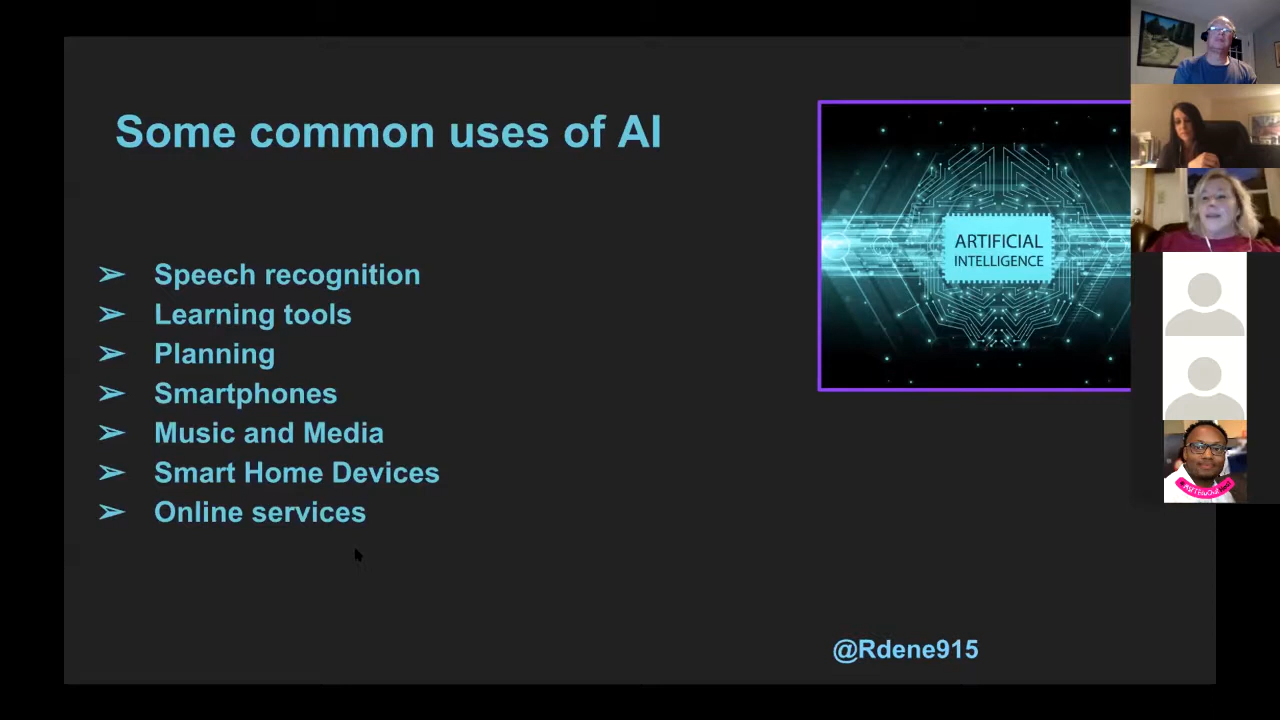 Some common uses of AI
ARTIFICIAL
INTELLIGENCE
➢ Speech recognition
➢ Learning tools
➢ Planning
➢ Smartphones
➢ Music and Media
➢ Smart Home Devices
➢ Online services
@Rdene915